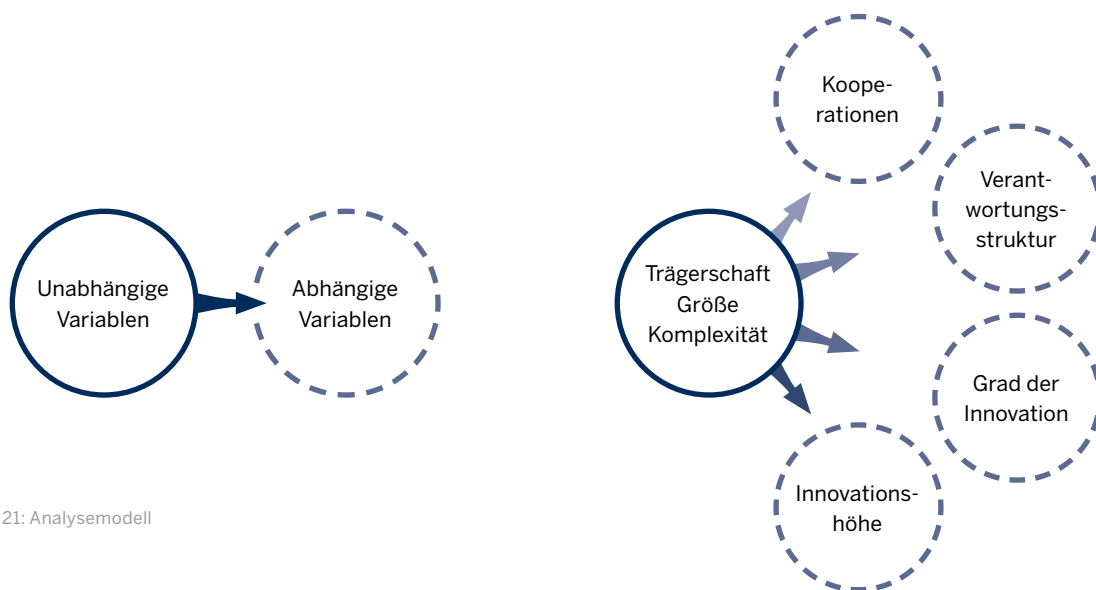 Unabhängige
Variablen
Abhängige
Variablen
Trägerschaft
Größe
Komplexität
Koope-
rationen
Verant-
wortungs-
struktur
Grad der
Innovation
Innovations-
höhe
21: Analysemodell